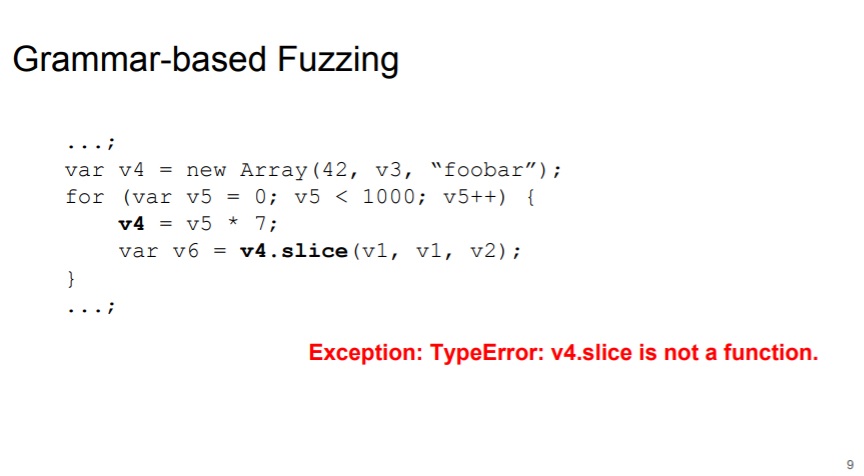 Grammar-based Fuzzing
...;
var v4 = new Array(42, v3, “foobar”);
for (var v5 = 0; v5 < 1000; v5++) {
    v4 = v5 * 7;
    var v6 = v4.slice(v1, v1, v2);
}
...;
Exception: TypeError: v4.slice is not a function.
9